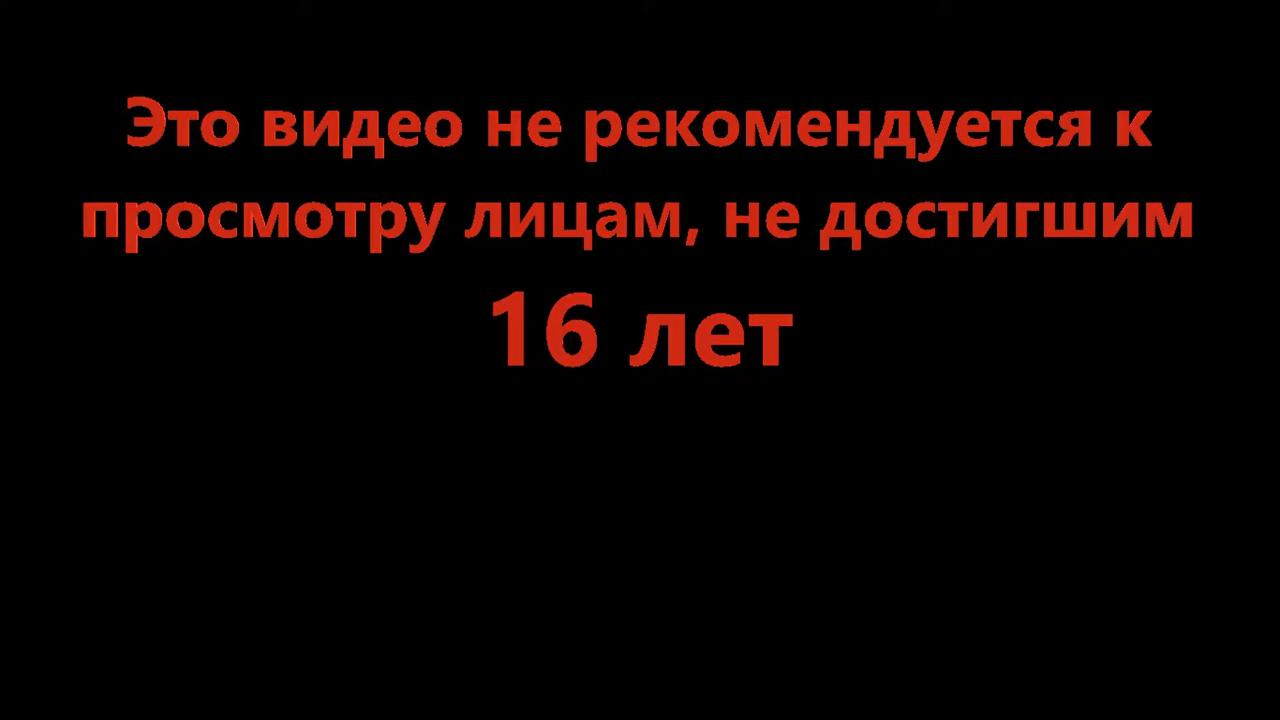 Это видео не рекомендуется к
просмотру лицам, не достигшим
16 лет